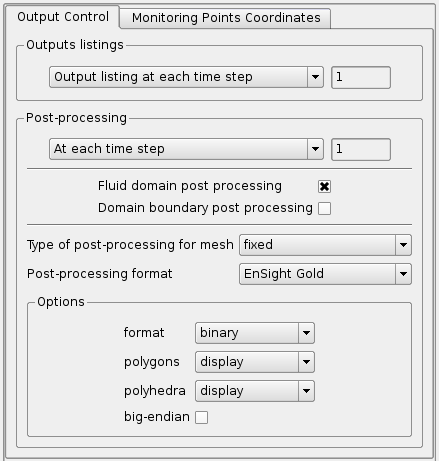 Output Control Monitoring Points Coordinates
Outputs listings
Output listing at each time step 1
Post-processing
At each time step 1
Fluid domain post processing
Domain boundary post processing
Type of post-processing for mesh fixed
Post-processing format EnSight Gold
Options
format binary
polygons display
polyhedra display
big-endian